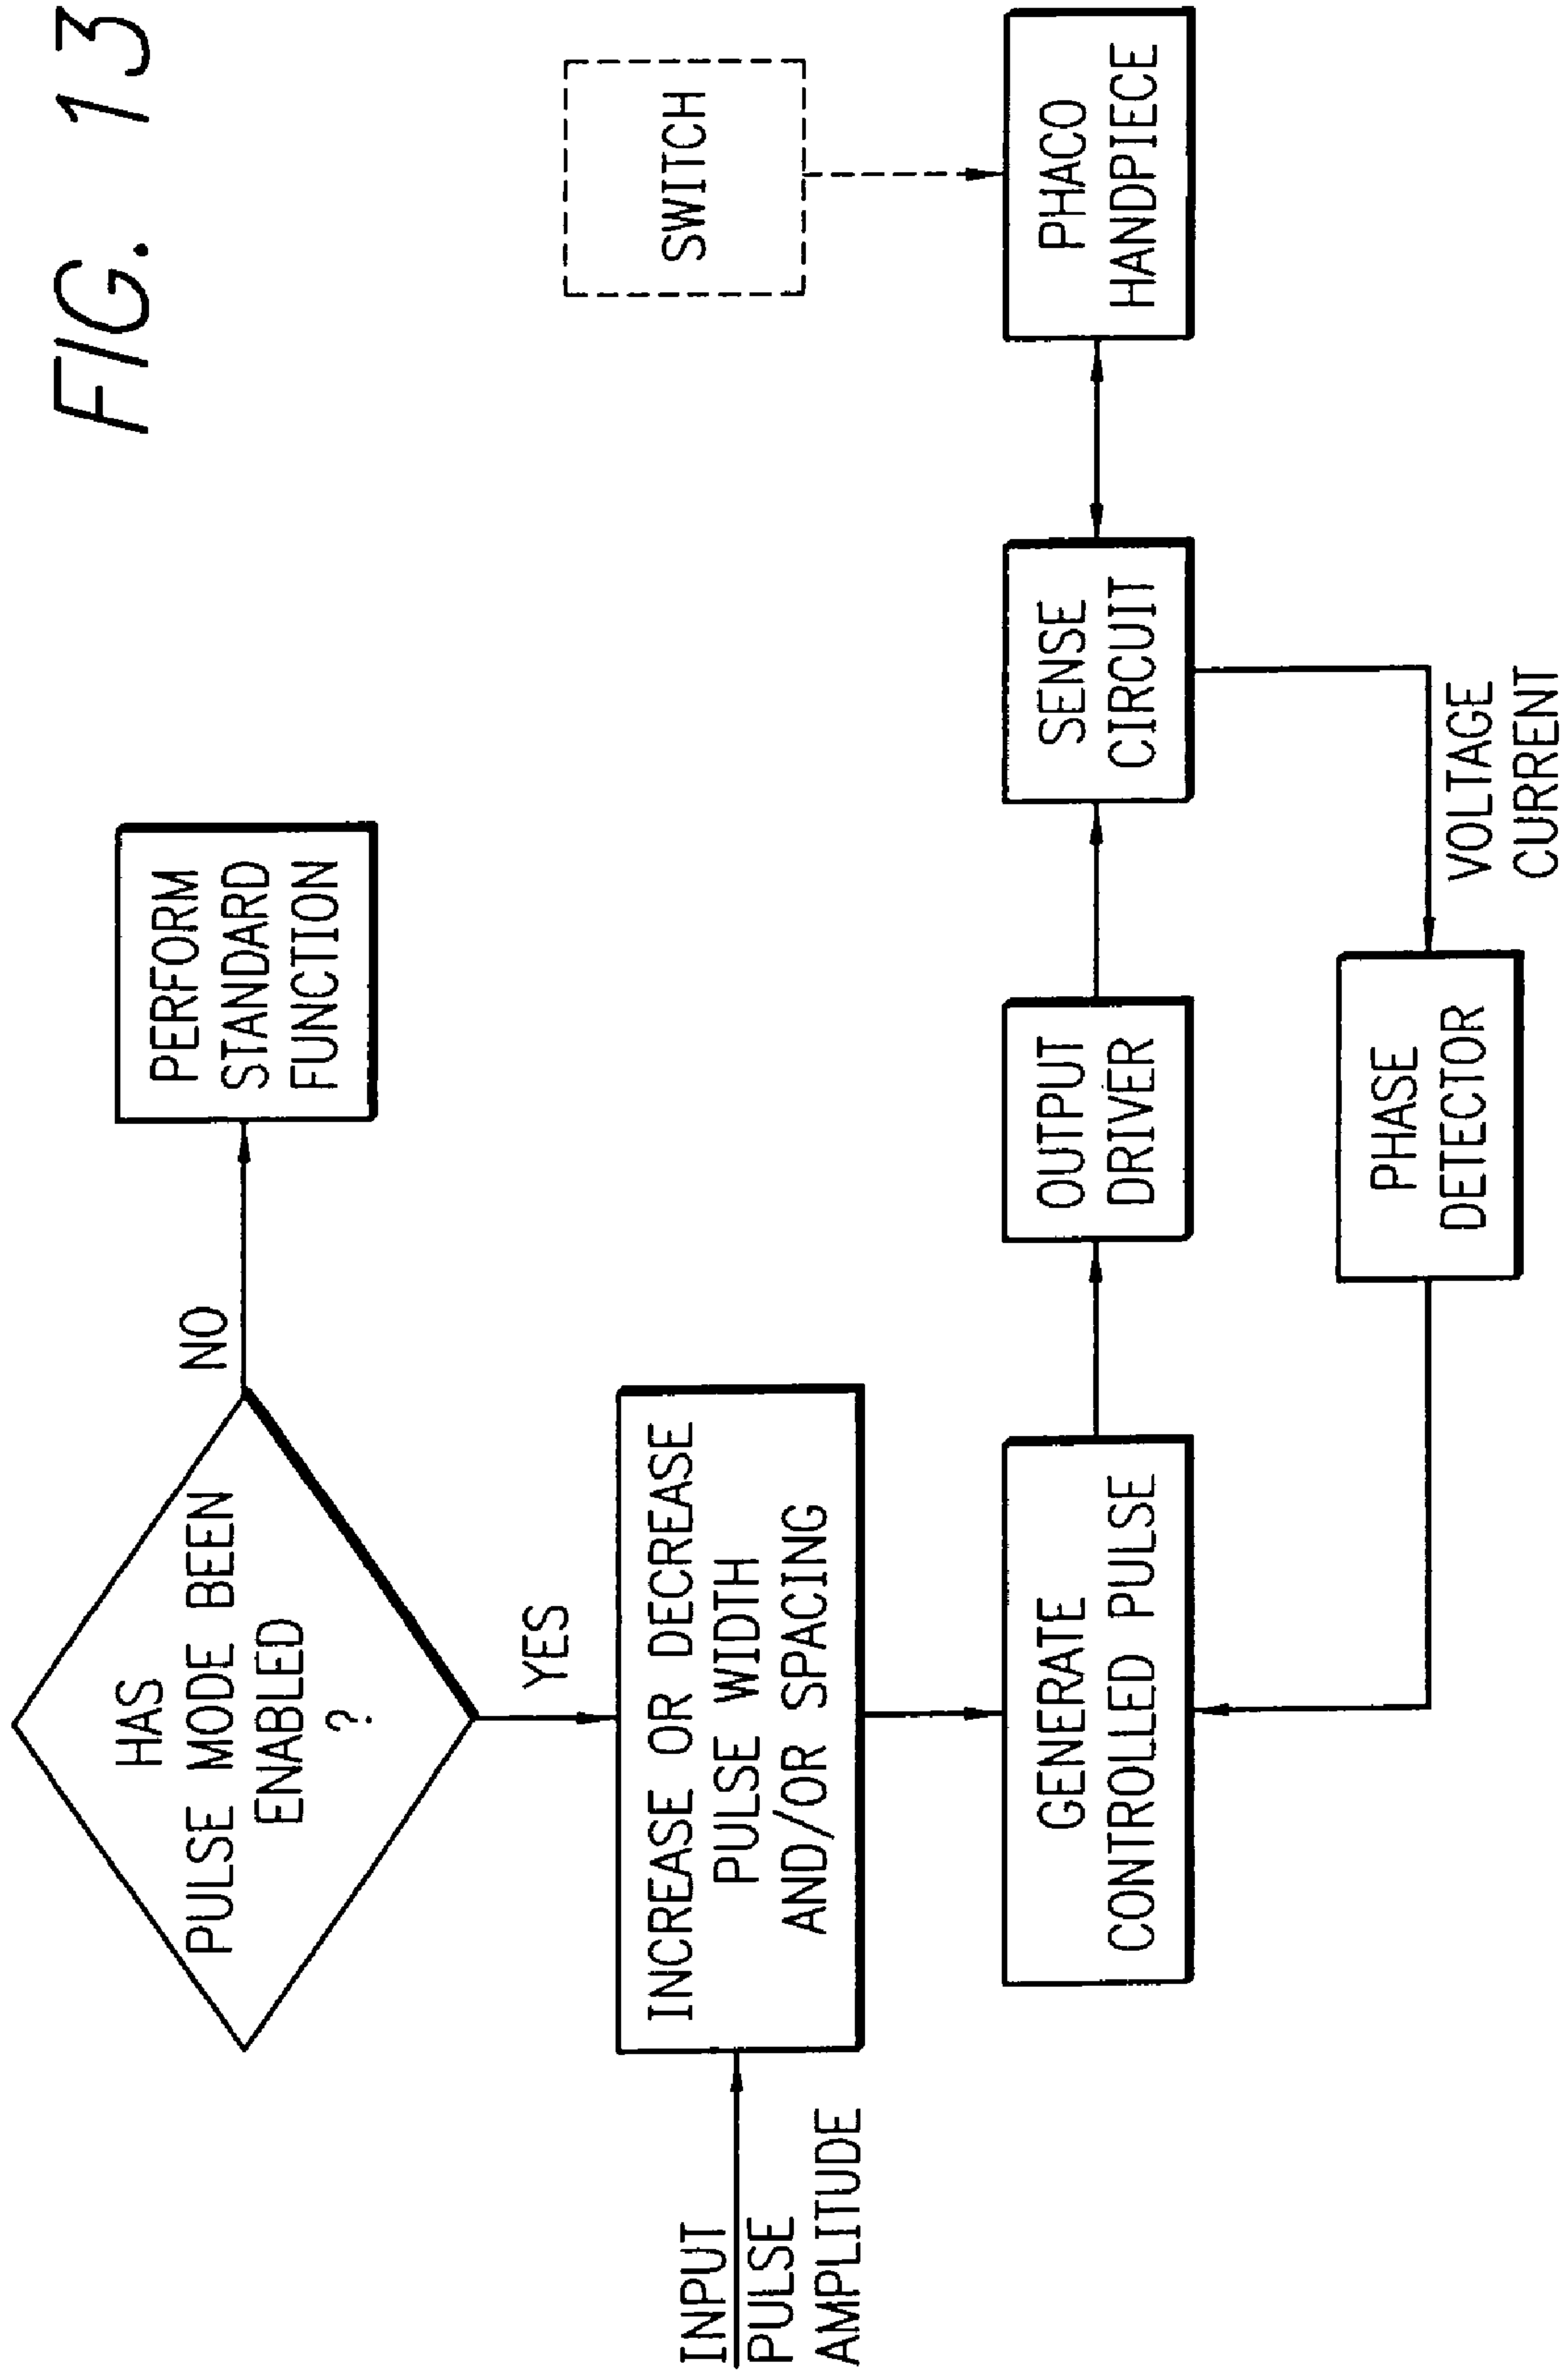 FIG. 13
HAS
PULSE MODE BEEN
ENABLED
?
NO
PERFORM
STANDARD
FUNCTION
YES
INPUT
PULSE
AMPLITUDE
INCREASE OR DECREASE
PULSE WIDTH
AND/OR SPACING
SWITCH
GENERATE
CONTROLLED PULSE
OUTPUT
DRIVER
SENSE
CIRCUIT
PHACO
HANDPIECE
PHASE
DETECTOR
VOLTAGE
CURRENT